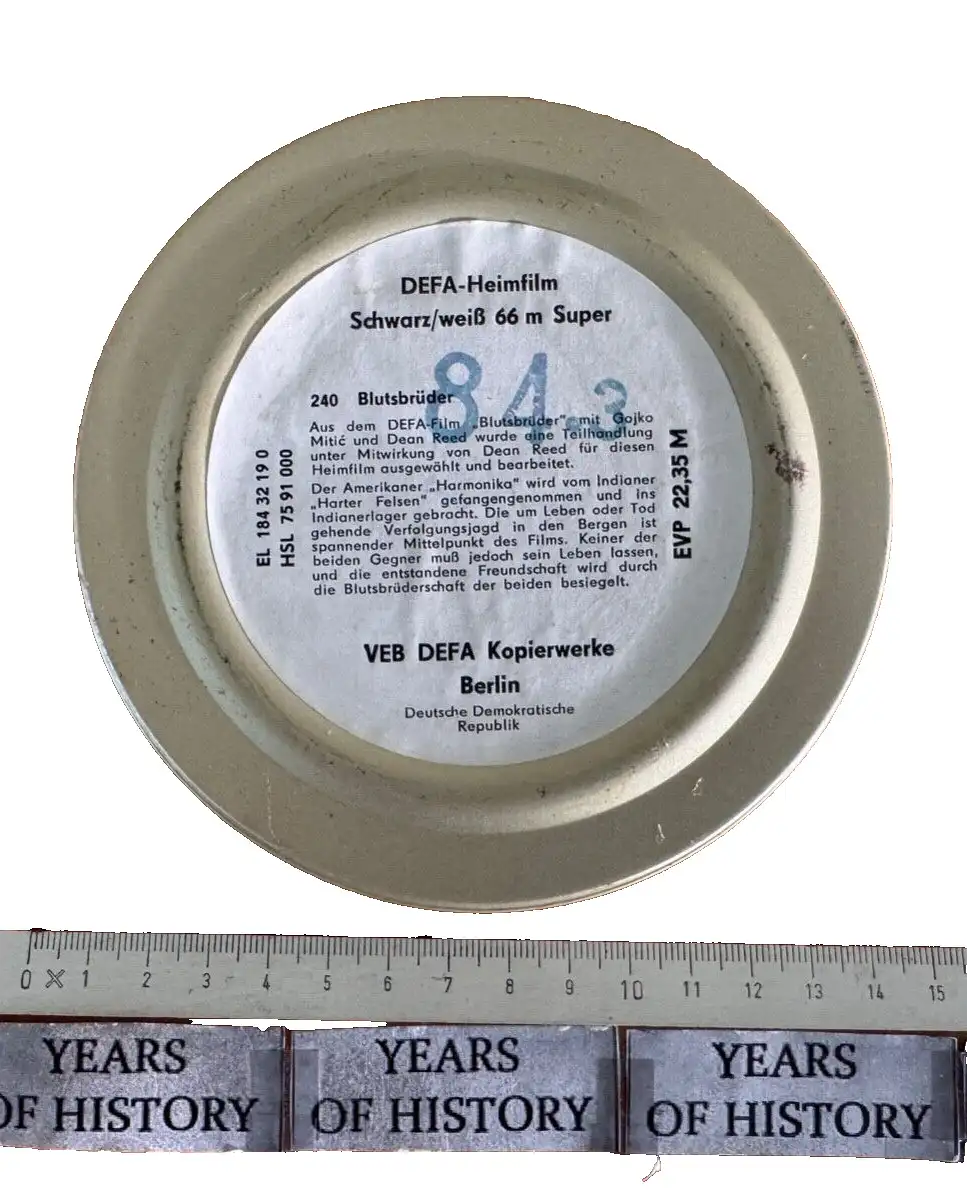 DEFA-Heimfilm
Schwarz/weiß 66 m Super
84.3
240 Blutsbrüder
Aus dem DEFA-Film „Blutsbrüder" mit Gojko
Mitić und Dean Reed wurde eine Teilhandlung
unter Mitwirkung von Dean Reed für diesen
Heimfilm ausgewählt und bearbeitet.
Der Amerikaner „Harmonika" wird vom Indianer
„Harter Felsen" gefangengenommen und ins
Indianerlager gebracht. Die um Leben oder Tod
gehende Verfolgungsjagd in den Bergen ist
spannender Mittelpunkt des Films. Keiner der
beiden Gegner muß jedoch sein Leben lassen,
und die entstandene Freundschaft wird durch
die Blutsbrüderschaft der beiden besiegelt.
EL 184 32 19 0
HSL 75 91 000
EVP 22,35 M
VEB DEFA Kopierwerke
Berlin
Deutsche Demokratische
Republik
0 1 2 3 4 5 6 7 8 9 10 11 12 13 14 15
YEARS YEARS YEARS
OF HISTORY OF HISTORY OF HISTORY